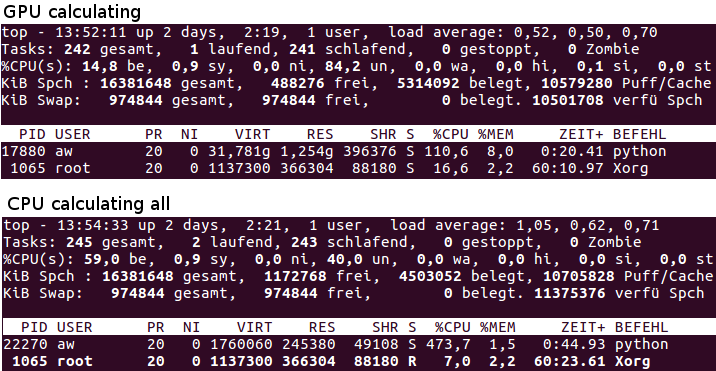 GPU calculating
top - 13:52:11 up 2 days,  2:19,  1 user,  load average: 0,52, 0,50, 0,70
Tasks: 242 gesamt,   1 laufend, 241 schlafend,   0 gestoppt,   0 Zombie
%CPU(s): 14,8 be,  0,9 sy,  0,0 ni, 84,2 un,  0,0 wa,  0,0 hi,  0,1 si,  0,0 st
KiB Spch : 16381648 gesamt,   488276 frei,  5314092 belegt, 10579280 Puff/Cache
KiB Swap:   974844 gesamt,   974844 frei,        0 belegt. 10501708 verfü Spch
PID USER      PR  NI    VIRT    RES    SHR S  %CPU %MEM     ZEIT+ BEFEHL
17880 aw        20   0 31,781g 1,254g 396376 S 110,6  8,0   0:20.41 python
1065 root      20   0 1137300 366304  88180 S  16,6  2,2  60:10.97 Xorg
CPU calculating all
top - 13:54:33 up 2 days,  2:21,  1 user,  load average: 1,05, 0,62, 0,71
Tasks: 245 gesamt,   2 laufend, 243 schlafend,   0 gestoppt,   0 Zombie
%CPU(s): 59,0 be,  0,9 sy,  0,0 ni, 40,0 un,  0,0 wa,  0,0 hi,  0,0 si,  0,0 st
KiB Spch : 16381648 gesamt,  1172768 frei,  4503052 belegt, 10705828 Puff/Cache
KiB Swap:   974844 gesamt,   974844 frei,        0 belegt. 11375376 verfü Spch
PID USER      PR  NI    VIRT    RES    SHR S  %CPU %MEM     ZEIT+ BEFEHL
22270 aw        20   0 1760060 245380  49108 S 473,7  1,5   0:44.93 python
1065 root      20   0 1137300 366304  88180 R   7,0  2,2  60:23.61 Xorg